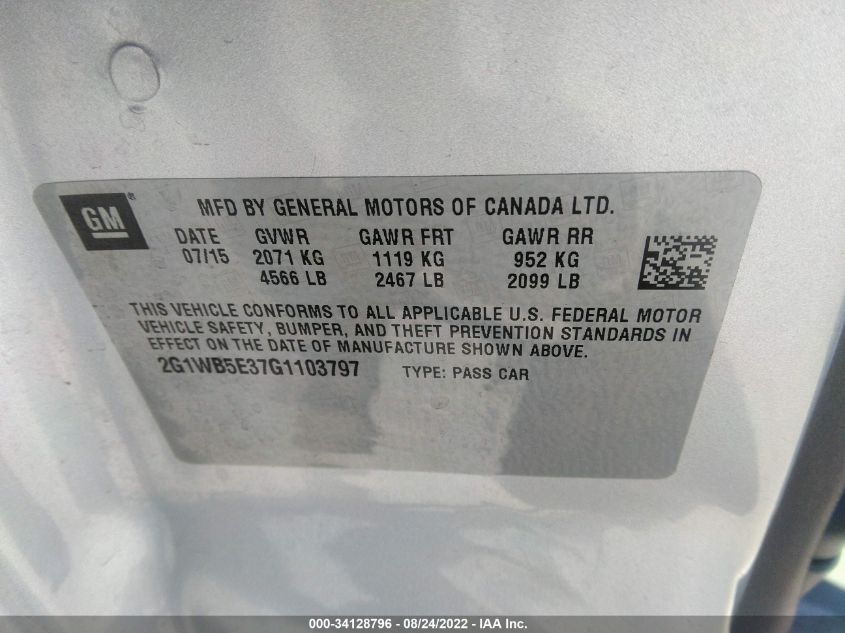 GM ®
MFD BY GENERAL MOTORS OF CANADA LTD.
DATE GVWR GAWR FRT GAWR RR
07/15 2071 KG 1119 KG 952 KG
4566 LB 2467 LB 2099 LB
THIS VEHICLE CONFORMS TO ALL APPLICABLE U.S. FEDERAL MOTOR
VEHICLE SAFETY, BUMPER, AND THEFT PREVENTION STANDARDS IN
EFFECT ON THE DATE OF MANUFACTURE SHOWN ABOVE.
2G1WB5E37G1103797 TYPE: PASS CAR
000-34128796 - 08/24/2022 - IAA Inc.